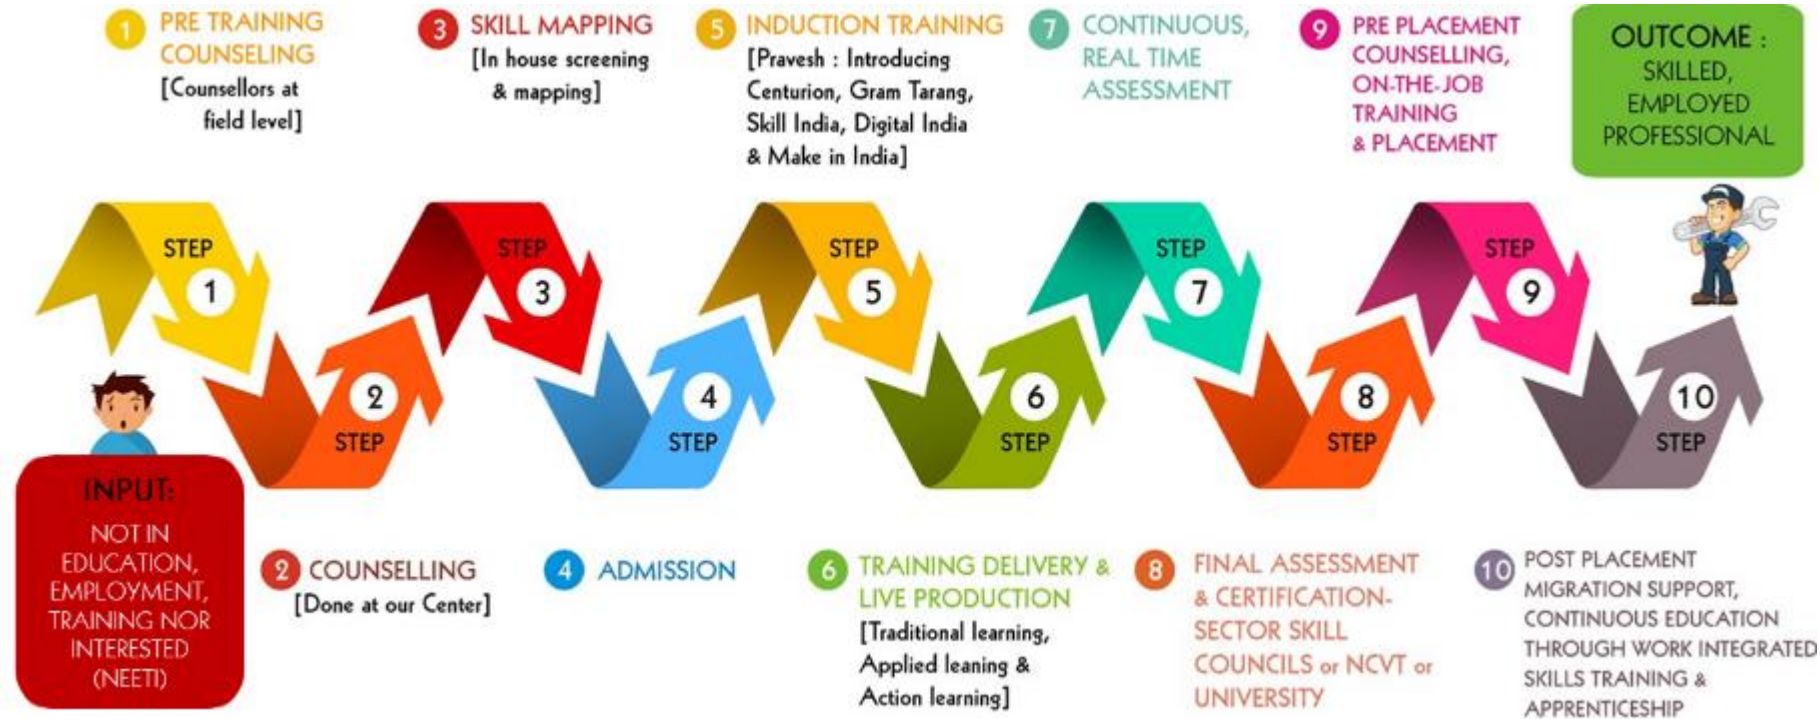 1 PRE TRAINING
COUNSELING
[Counsellors at
field level]
3 SKILL MAPPING
[In house screening
& mapping]
5 INDUCTION TRAINING
[Pravesh : Introducing
Centurion, Gram Tarang,
Skill India, Digital India
& Make in India]
7 CONTINUOUS,
REAL TIME
ASSESSMENT
9 PRE PLACEMENT
COUNSELLING,
ON-THE-JOB
TRAINING
& PLACEMENT
OUTCOME :
SKILLED,
EMPLOYED
PROFESSIONAL
STEP
1
2
STEP
STEP
3
4
STEP
STEP
5
6
STEP
STEP
7
8
STEP
STEP
9
10
STEP
INPUT:
NOT IN
EDUCATION,
EMPLOYMENT,
TRAINING NOR
INTERESTED
(NEETI)
2 COUNSELLING
[Done at our Center]
4 ADMISSION
6 TRAINING DELIVERY &
LIVE PRODUCTION
[Traditional learning,
Applied leaning &
Action learning]
8 FINAL ASSESSMENT
& CERTIFICATION-
SECTOR SKILL
COUNCILS or NCVT or
UNIVERSITY
10 POST PLACEMENT
MIGRATION SUPPORT,
CONTINUOUS EDUCATION
THROUGH WORK INTEGRATED
SKILLS TRAINING &
APPRENTICESHIP